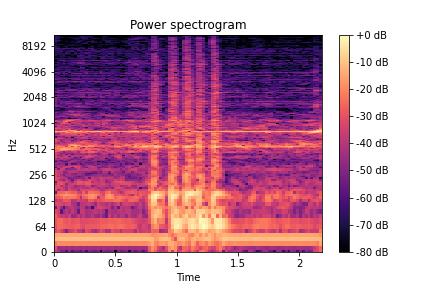 Power spectrogram
+0 dB
8192
-10 dB
4096
-20 dB
2048
-30 dB
1024
Hz
512
-40 dB
256
-50 dB
128
-60 dB
64
-70 dB
0
-80 dB
0 0.5 1 1.5 2
Time